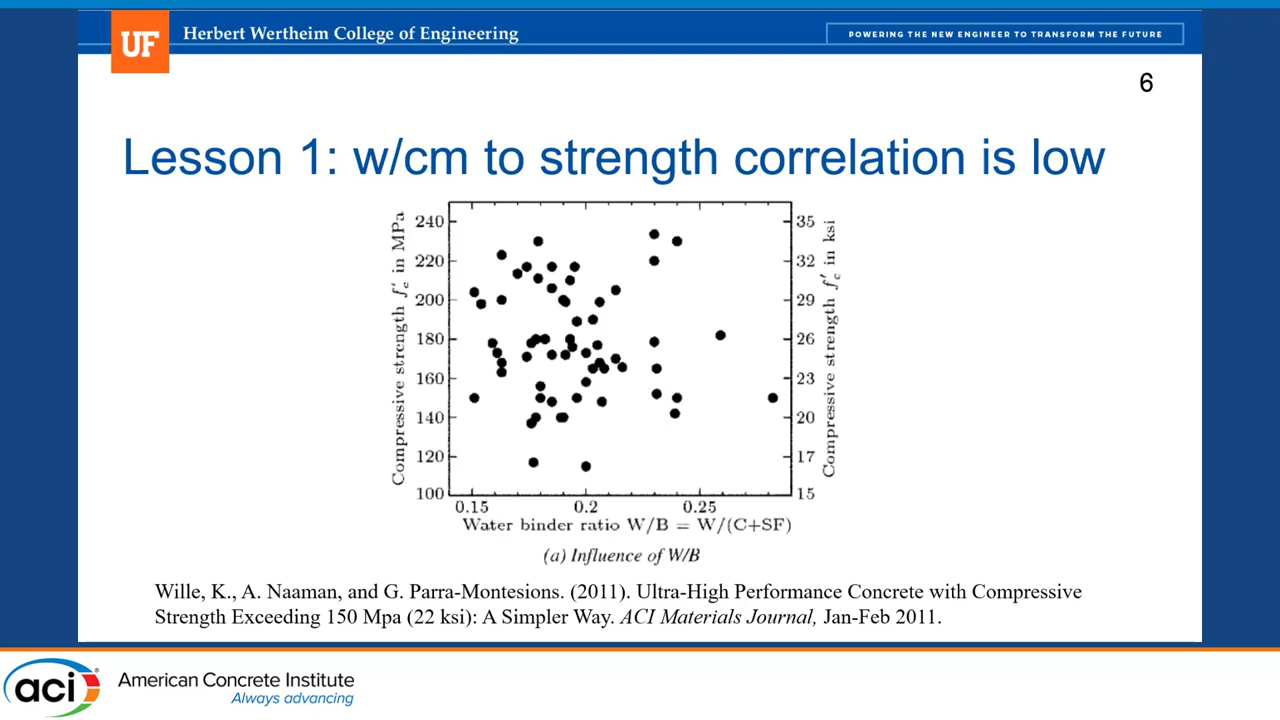 UF
Herbert Wertheim College of Engineering
POWERING THE NEW ENGINEER TO TRANSFORM THE FUTURE
6
Lesson 1: w/cm to strength correlation is low
Compressive strength f′c in MPa
240
220
200
180
160
140
120
100
35
32
29
26
23
20
17
15
Compressive strength f′c in ksi
0.15 0.2 0.25
Water binder ratio W/B = W/(C+SF)
(a) Influence of W/B
Wille, K., A. Naaman, and G. Parra-Montesions. (2011). Ultra-High Performance Concrete with Compressive
Strength Exceeding 150 Mpa (22 ksi): A Simpler Way. ACI Materials Journal, Jan-Feb 2011.
aci®
American Concrete Institute
Always advancing